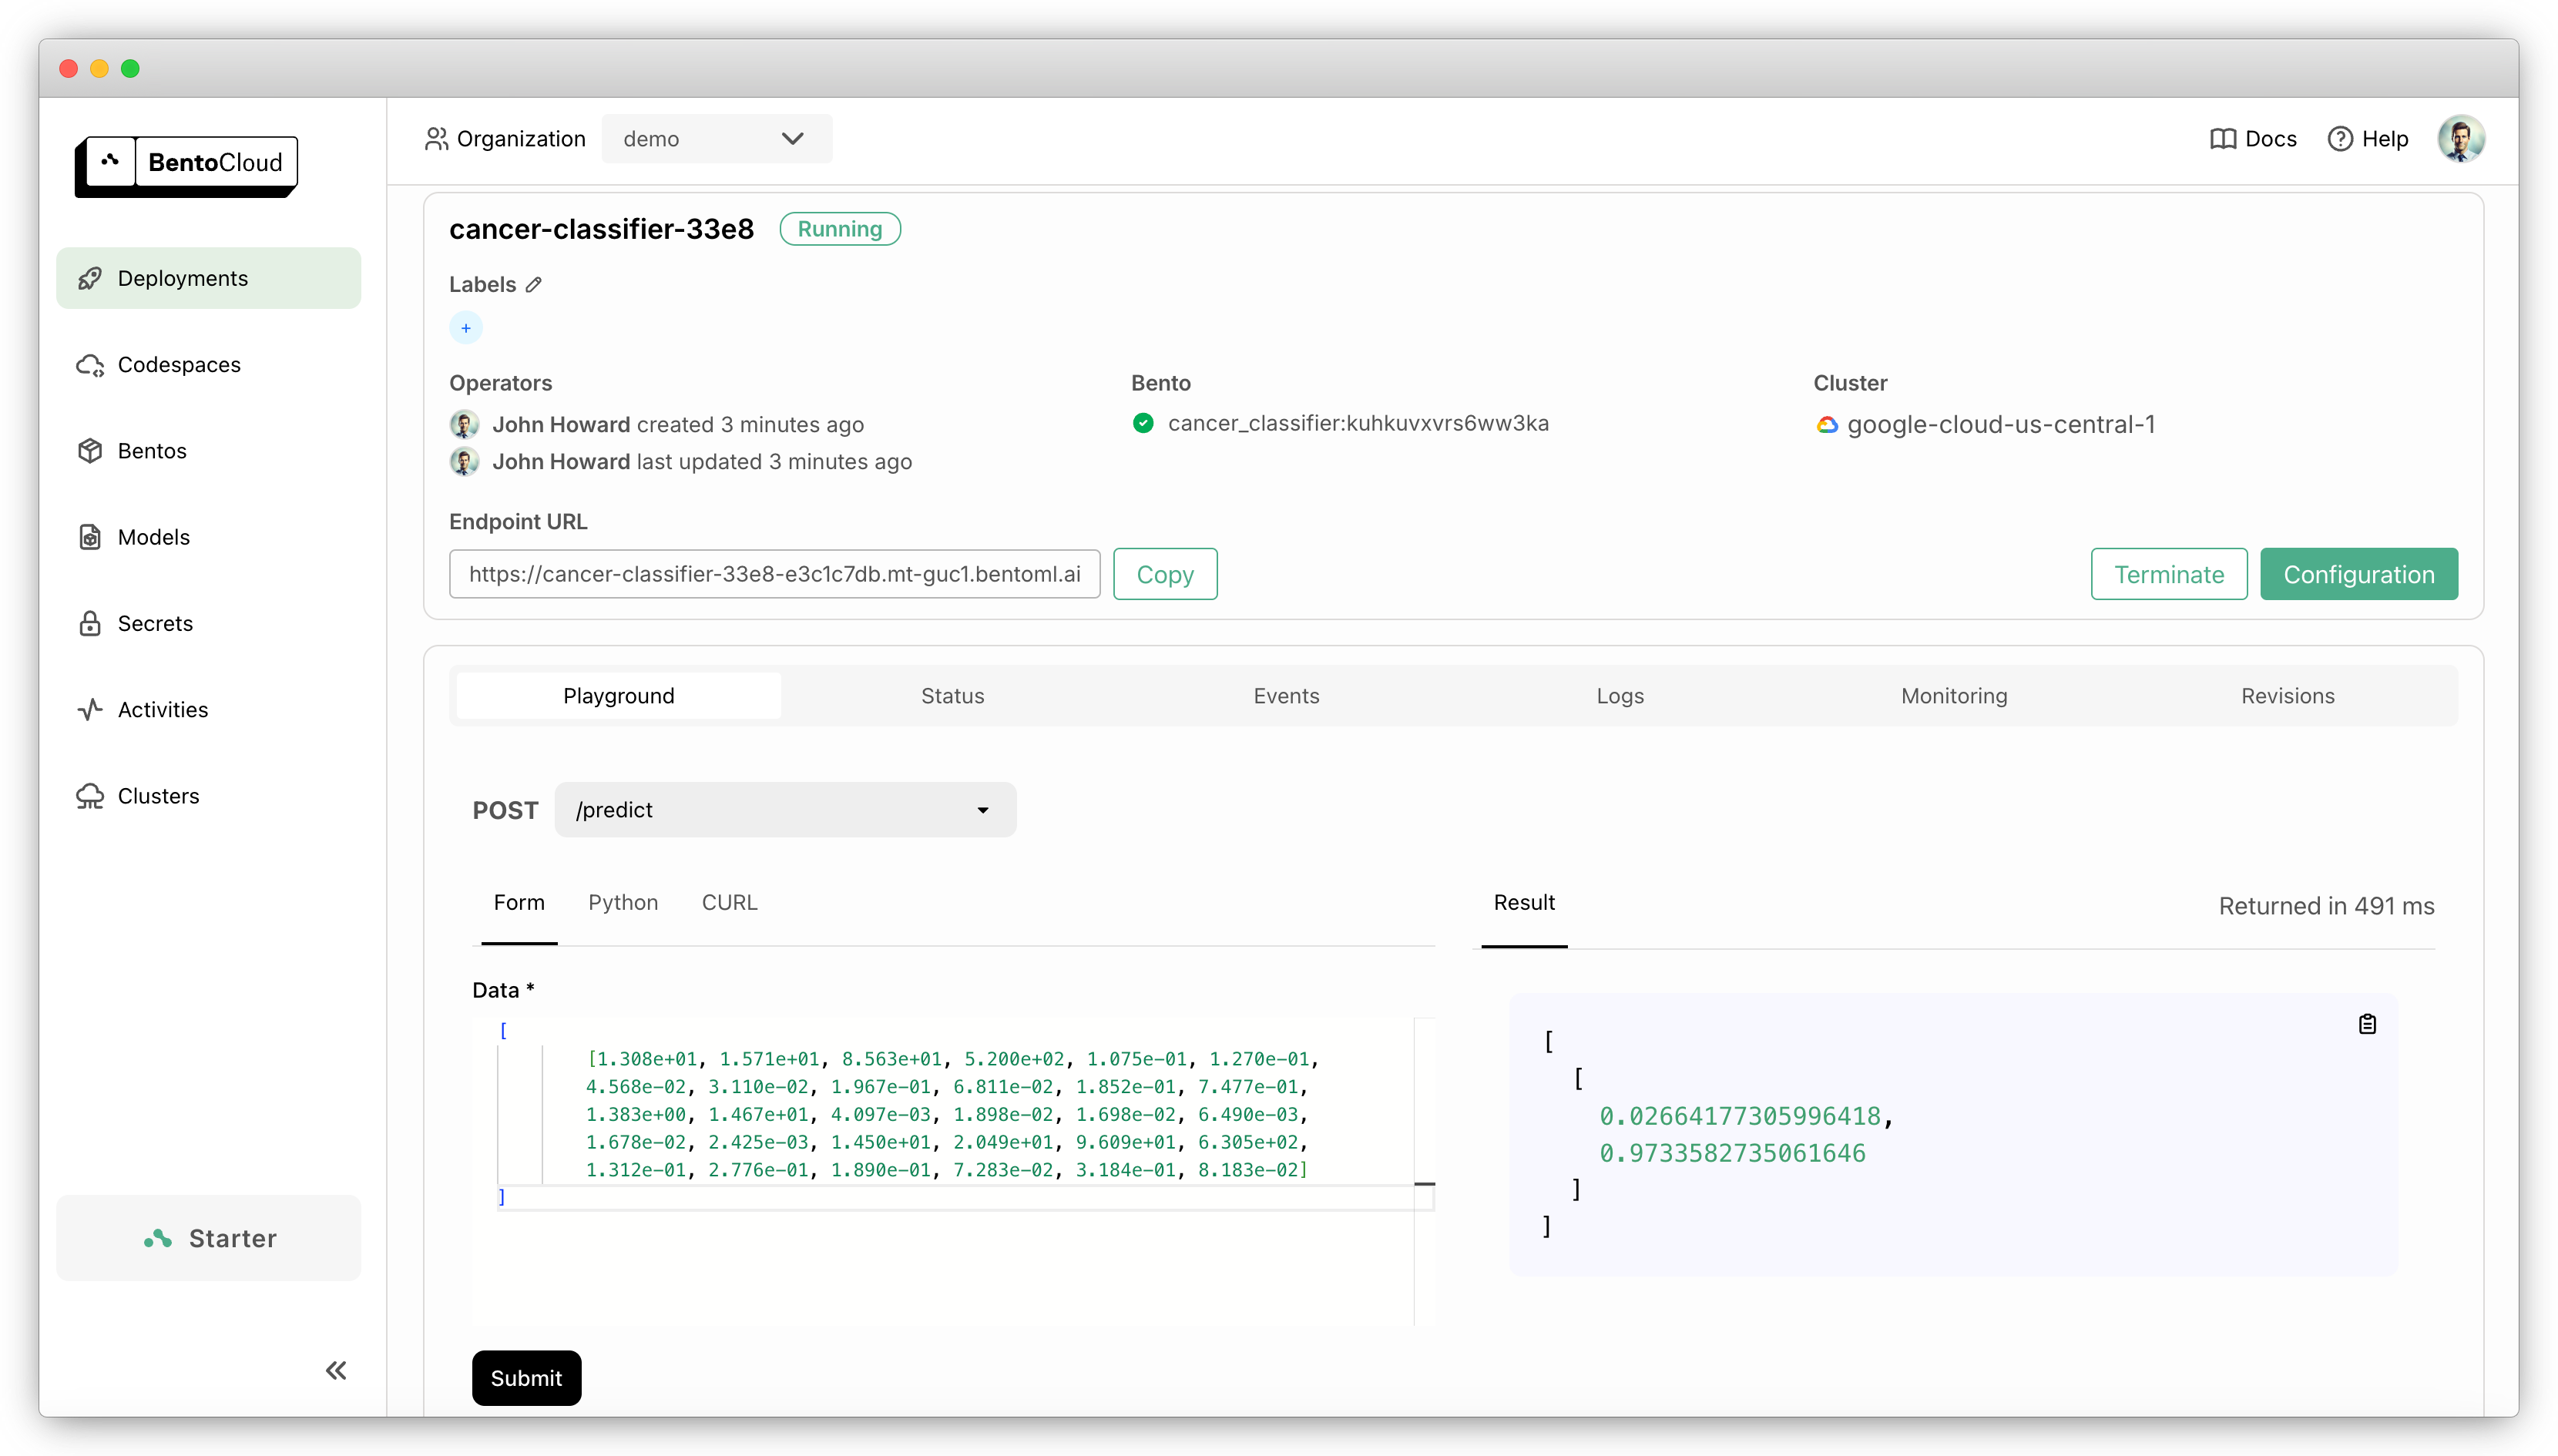 BentoCloud
Organization demo
Docs Help
Deployments
Codespaces
Bentos
Models
Secrets
Activities
Clusters
Starter
cancer-classifier-33e8 Running
Labels
+
Operators
John Howard created 3 minutes ago
John Howard last updated 3 minutes ago
Bento
cancer_classifier:kuhkuvxvrs6ww3ka
Cluster
google-cloud-us-central-1
Endpoint URL
https://cancer-classifier-33e8-e3c1c7db.mt-guc1.bentoml.ai Copy Terminate Configuration
Playground Status Events Logs Monitoring Revisions
POST /predict
Form Python CURL
Data *
[
[1.308e+01, 1.571e+01, 8.563e+01, 5.200e+02, 1.075e-01, 1.270e-01,
4.568e-02, 3.110e-02, 1.967e-01, 6.811e-02, 1.852e-01, 7.477e-01,
1.383e+00, 1.467e+01, 4.097e-03, 1.898e-02, 1.698e-02, 6.490e-03,
1.678e-02, 2.425e-03, 1.450e+01, 2.049e+01, 9.609e+01, 6.305e+02,
1.312e-01, 2.776e-01, 1.890e-01, 7.283e-02, 3.184e-01, 8.183e-02]
]
Submit
Result Returned in 491 ms
[
[
0.02664177305996418,
0.9733582735061646
]
]